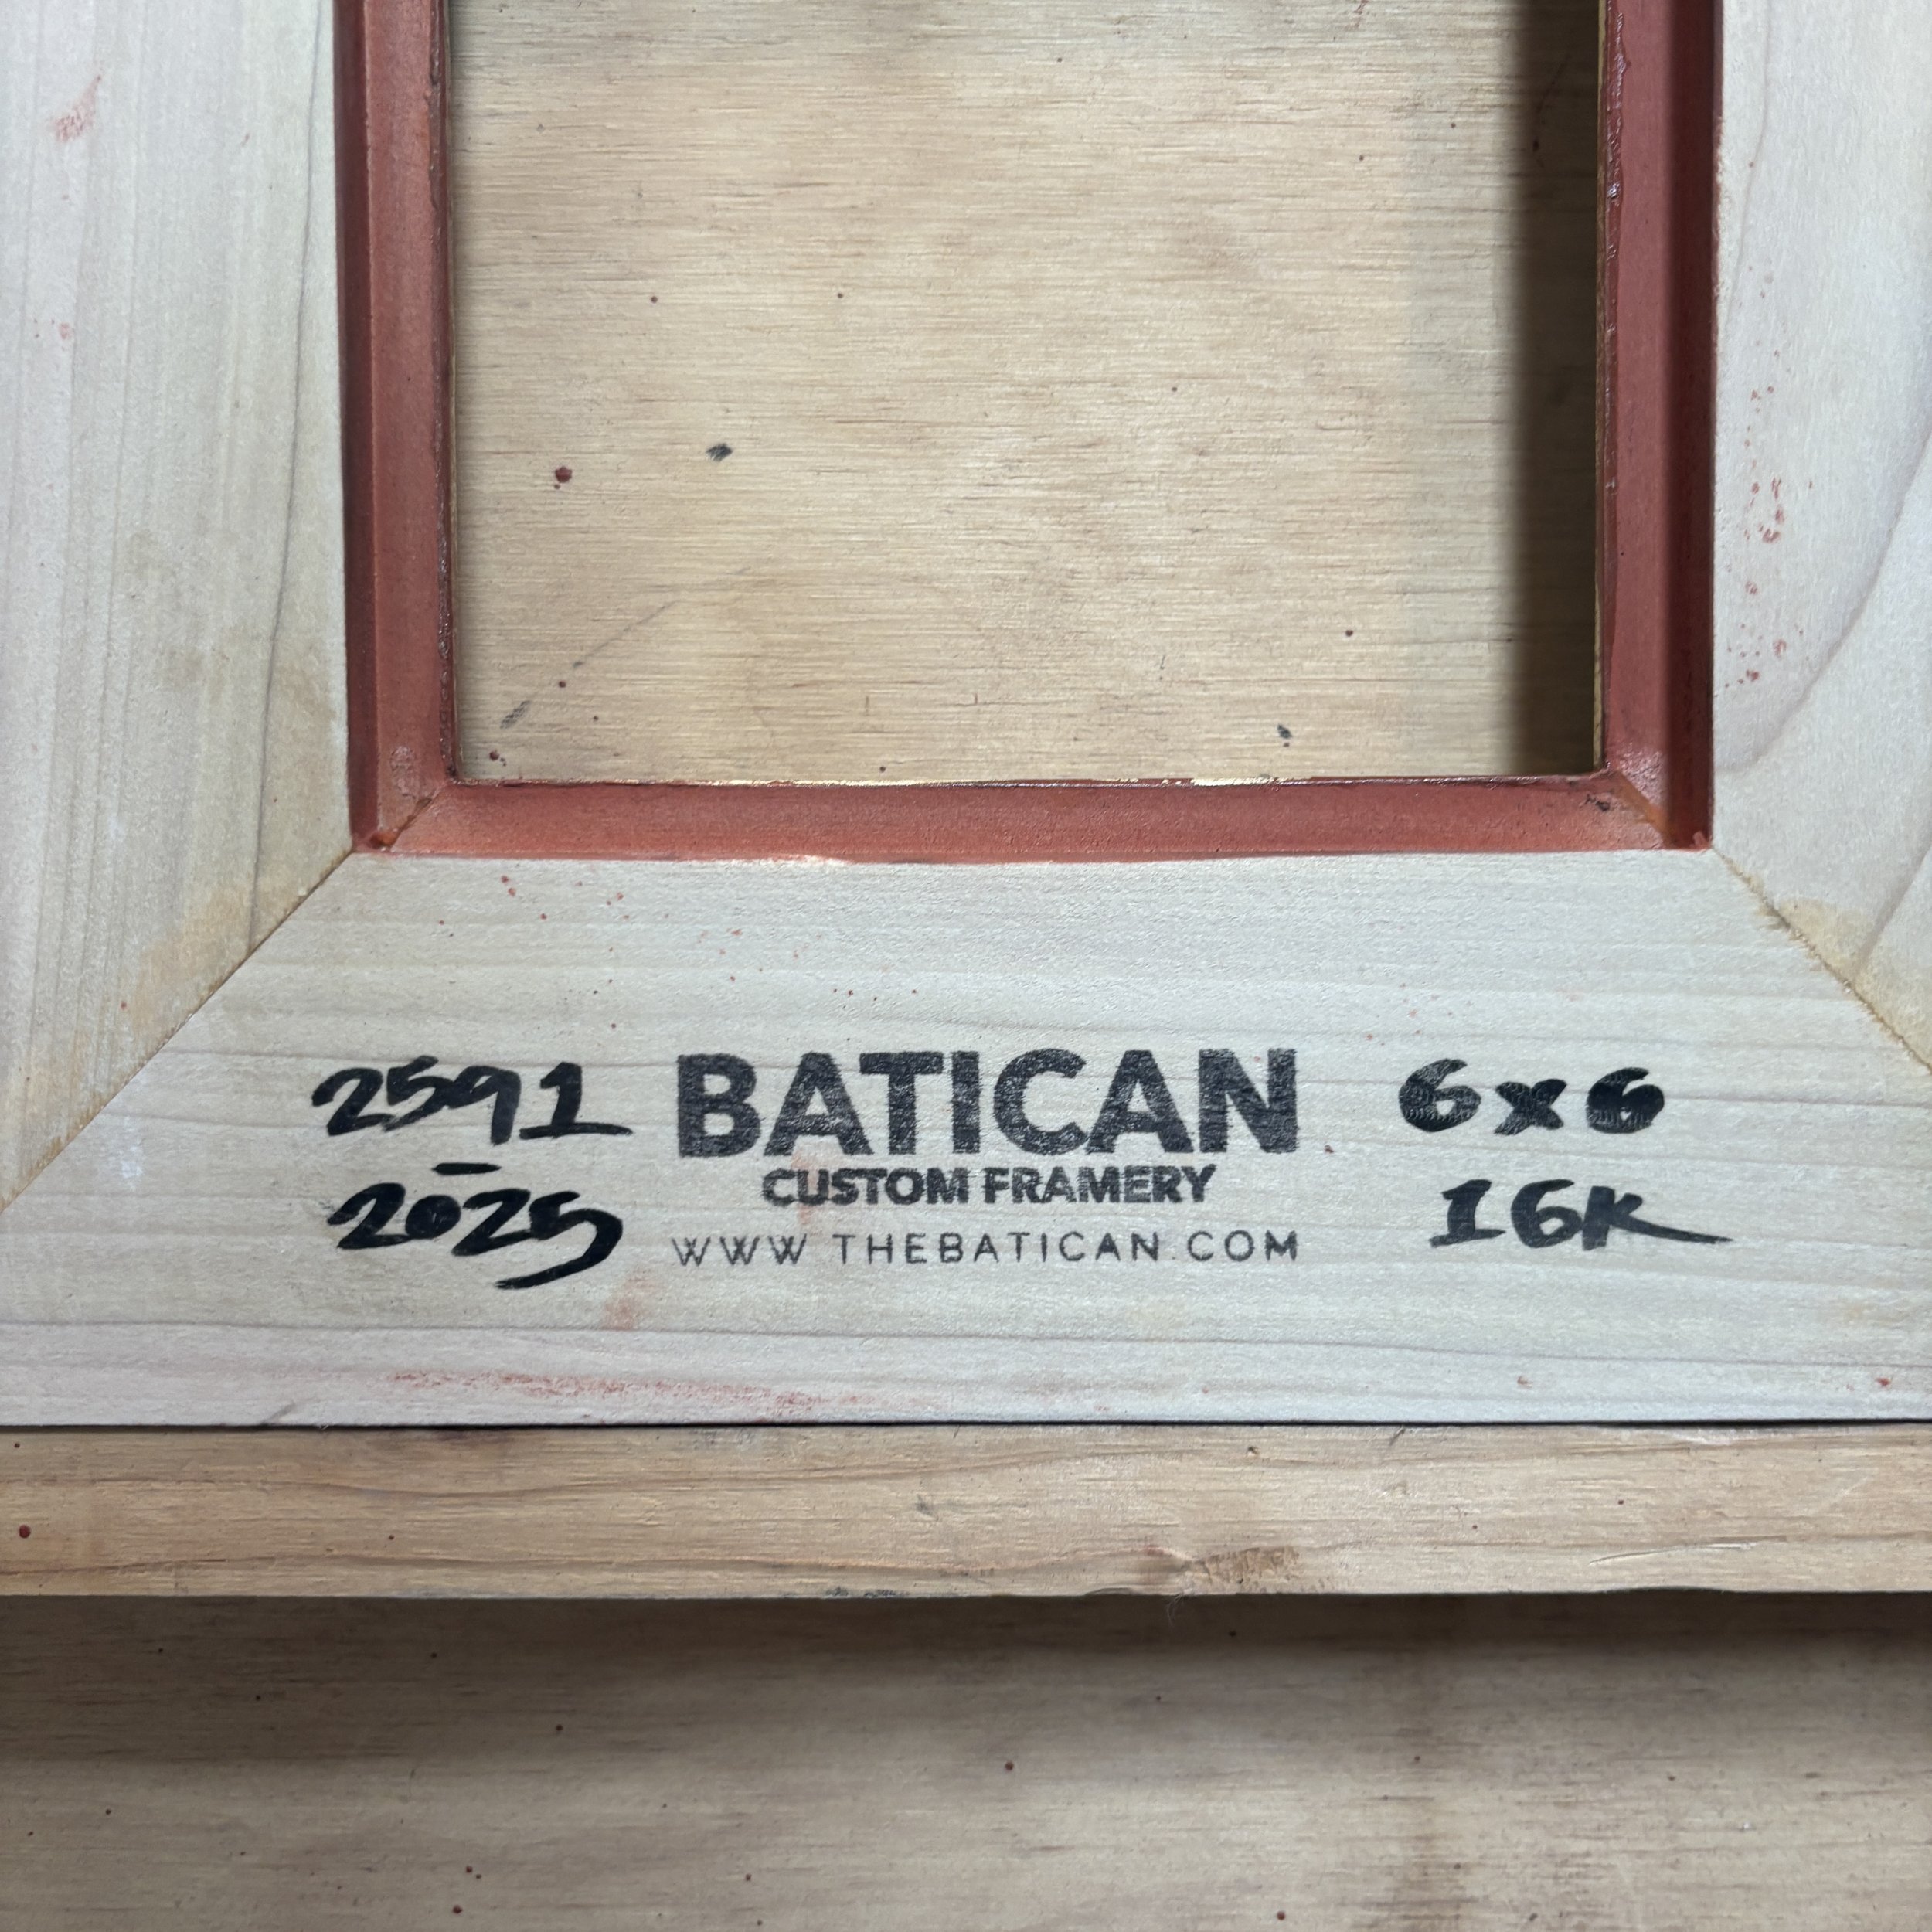 2591
-
2025
BATICAN
CUSTOM FRAMERY
WWW THEBATICAN.COM
6x6
16K